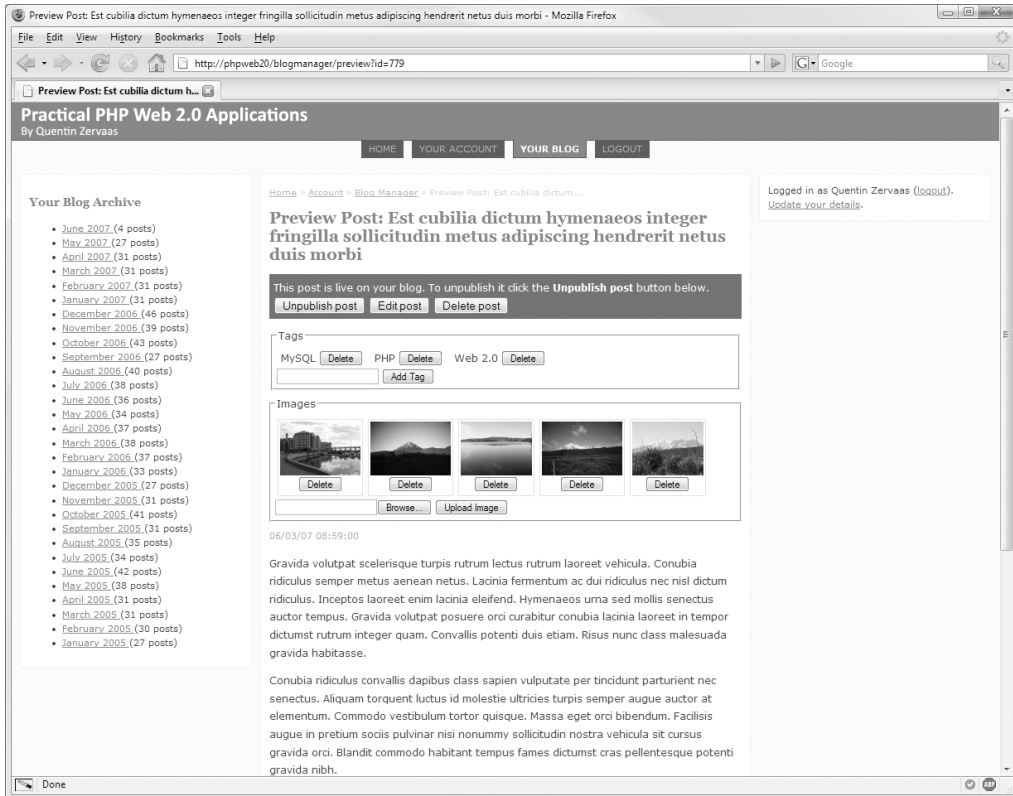 Preview Post: Est cubilia dictum hymenaeos integer fringilla sollicitudin metus adipiscing hendrerit netus duis morbi - Mozilla Firefox
File Edit View History Bookmarks Tools Help
http://phpweb20/blogmanager/preview?id=779
G Google
Preview Post: Est cubilia dictum h...
Practical PHP Web 2.0 Applications
By Quentin Zervaas
HOME YOUR ACCOUNT YOUR BLOG LOGOUT
Your Blog Archive
June 2007 (4 posts)
May 2007 (27 posts)
April 2007 (31 posts)
March 2007 (31 posts)
February 2007 (31 posts)
January 2007 (31 posts)
December 2006 (46 posts)
November 2006 (39 posts)
October 2006 (43 posts)
September 2006 (27 posts)
August 2006 (40 posts)
July 2006 (38 posts)
June 2006 (36 posts)
May 2006 (34 posts)
April 2006 (37 posts)
March 2006 (38 posts)
February 2006 (37 posts)
January 2006 (33 posts)
December 2005 (27 posts)
November 2005 (31 posts)
October 2005 (41 posts)
September 2005 (31 posts)
August 2005 (35 posts)
July 2005 (34 posts)
June 2005 (42 posts)
May 2005 (38 posts)
April 2005 (31 posts)
March 2005 (31 posts)
February 2005 (30 posts)
January 2005 (27 posts)
Home » Account » Blog Manager » Preview Post: Est cubilia dictum...
Preview Post: Est cubilia dictum hymenaeos integer
fringilla sollicitudin metus adipiscing hendrerit netus
duis morbi
This post is live on your blog. To unpublish it click the Unpublish post button below.
Unpublish post Edit post Delete post
Tags
MySQL Delete PHP Delete Web 2.0 Delete
Add Tag
Images
Delete Delete Delete Delete Delete
Browse... Upload Image
06/03/07 08:59:00
Gravida volutpat scelerisque turpis rutrum lectus rutrum laoreet vehicula. Conubia
ridiculus semper metus aenean netus. Lacinia fermentum ac dui ridiculus nec nisl dictum
ridiculus. Inceptos laoreet enim lacinia eleifend. Hymenaeos urna sed mollis senectus
auctor tempus. Gravida volutpat posuere orci curabitur conubia lacinia laoreet in tempor
dictumst rutrum integer quam. Convallis potenti duis etiam. Risus nunc class malesuada
gravida habitasse.
Conubia ridiculus convallis dapibus class sapien vulputate per tincidunt parturient nec
senectus. Aliquam torquent luctus id molestie ultricies turpis semper augue auctor at
elementum. Commodo vestibulum tortor quisque. Massa eget orci bibendum. Facilisis
augue in pretium sociis pulvinar nisi nonummy sollicitudin nostra vehicula sit cursus
gravida orci. Blandit commodo habitant tempus fames dictumst cras pellentesque potenti
gravida nibh.
Logged in as Quentin Zervaas (logout).
Update your details.
Done
ABP